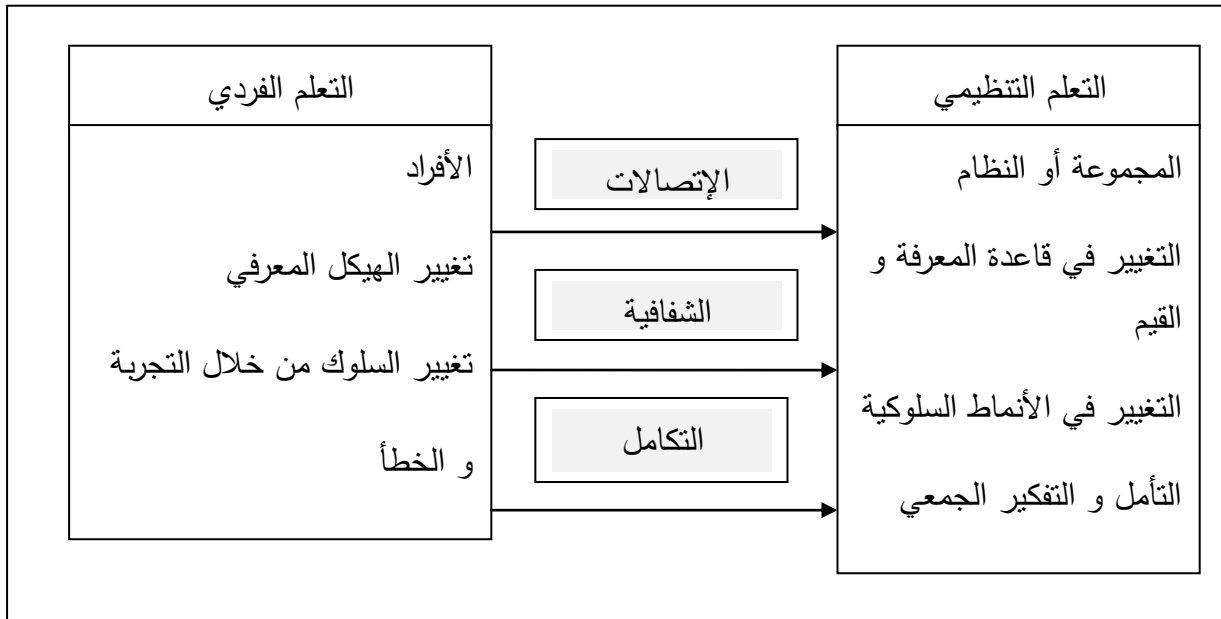 التعلم التنظيمي
المجموعة أو النظام
التغيير في قاعدة المعرفة و
القيم
التغيير في الأنماط السلوكية
التأمل و التفكير الجمعي
الإتصالات
الشفافية
التكامل
التعلم الفردي
الأفراد
تغيير الهيكل المعرفي
تغيير السلوك من خلال التجربة
و الخطأ